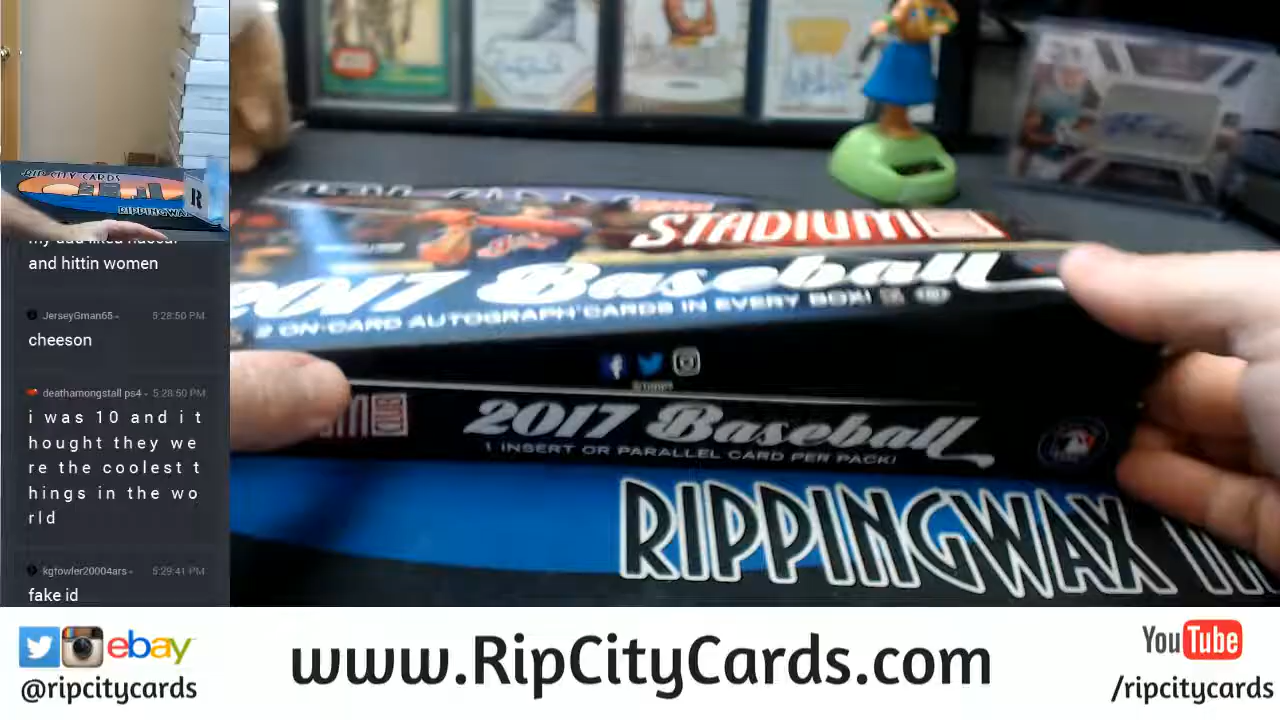 RIP CITY CARDS
RIPPINGWAX
R
and hittin women
JerseyGman65
5:28:50 PM
cheeson
deathamongstall ps4
5:28:50 PM
i was 10 and i t
hought they we
re the coolest t
hings in the wo
rld
kgfowler20004ars
5:29:41 PM
fake id
STADIUM
2017 Baseball
2 ON-CARD AUTOGRAPH CARDS IN EVERY BOX!
CLUB
2017 Baseball
1 INSERT OR PARALLEL CARD PER PACK!
RIPPINGWAX
ebay
@ripcitycards
www.RipCityCards.com
YouTube
/ripcitycards